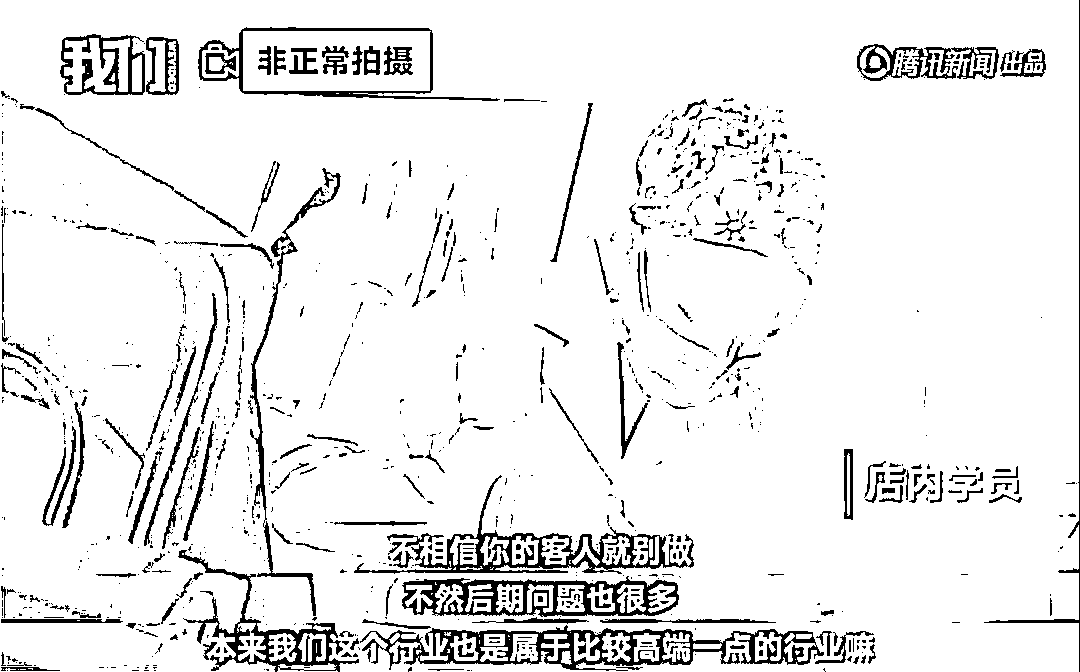 我们
非正常拍摄
腾讯新闻 出品
店内学员
不相信你的客人就别做
不然后期问题也很多
本来我们这个行业也是属于比较高端一点的行业嘛